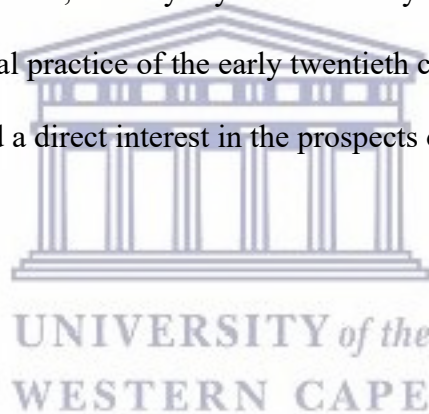 al practice of the early twentieth c
d a direct interest in the prospects
UNIVERSITY of the
WESTERN CAPE